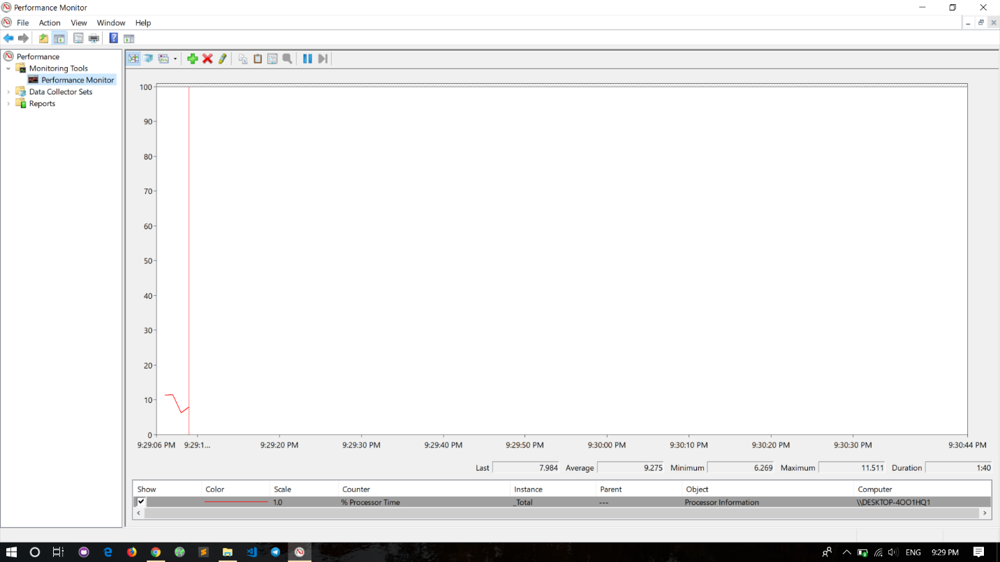 Performance Monitor
File Action View Window Help
Performance
Monitoring Tools
Performance Monitor
Data Collector Sets
Reports
100
90
80
70
60
50
40
30
20
10
0
9:29:06 PM 9:29:1... 9:29:20 PM 9:29:30 PM 9:29:40 PM 9:29:50 PM 9:30:00 PM 9:30:10 PM 9:30:20 PM 9:30:30 PM 9:30:44 PM
Last 7.984 Average 9.275 Minimum 6.269 Maximum 11.511 Duration 1:40
Show Color Scale Counter Instance Parent Object Computer
1.0 % Processor Time _Total --- Processor Information \\DESKTOP-4OO1HQ1
ENG 9:29 PM